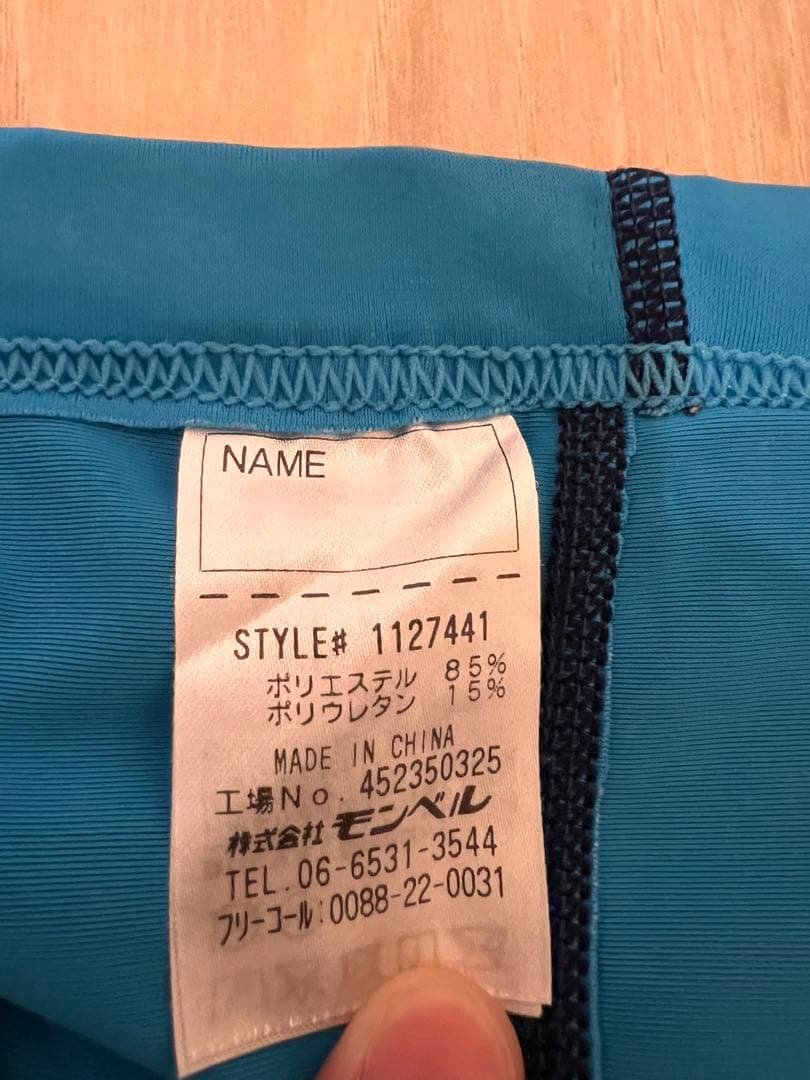 NAME
STYLE# 1127441
ポリエステル 85%
ポリウレタン 15%
MADE IN CHINA
工場No. 452350325
株式会社 モンベル
TEL.06-6531-3544
フリーコール:0088-22-0031